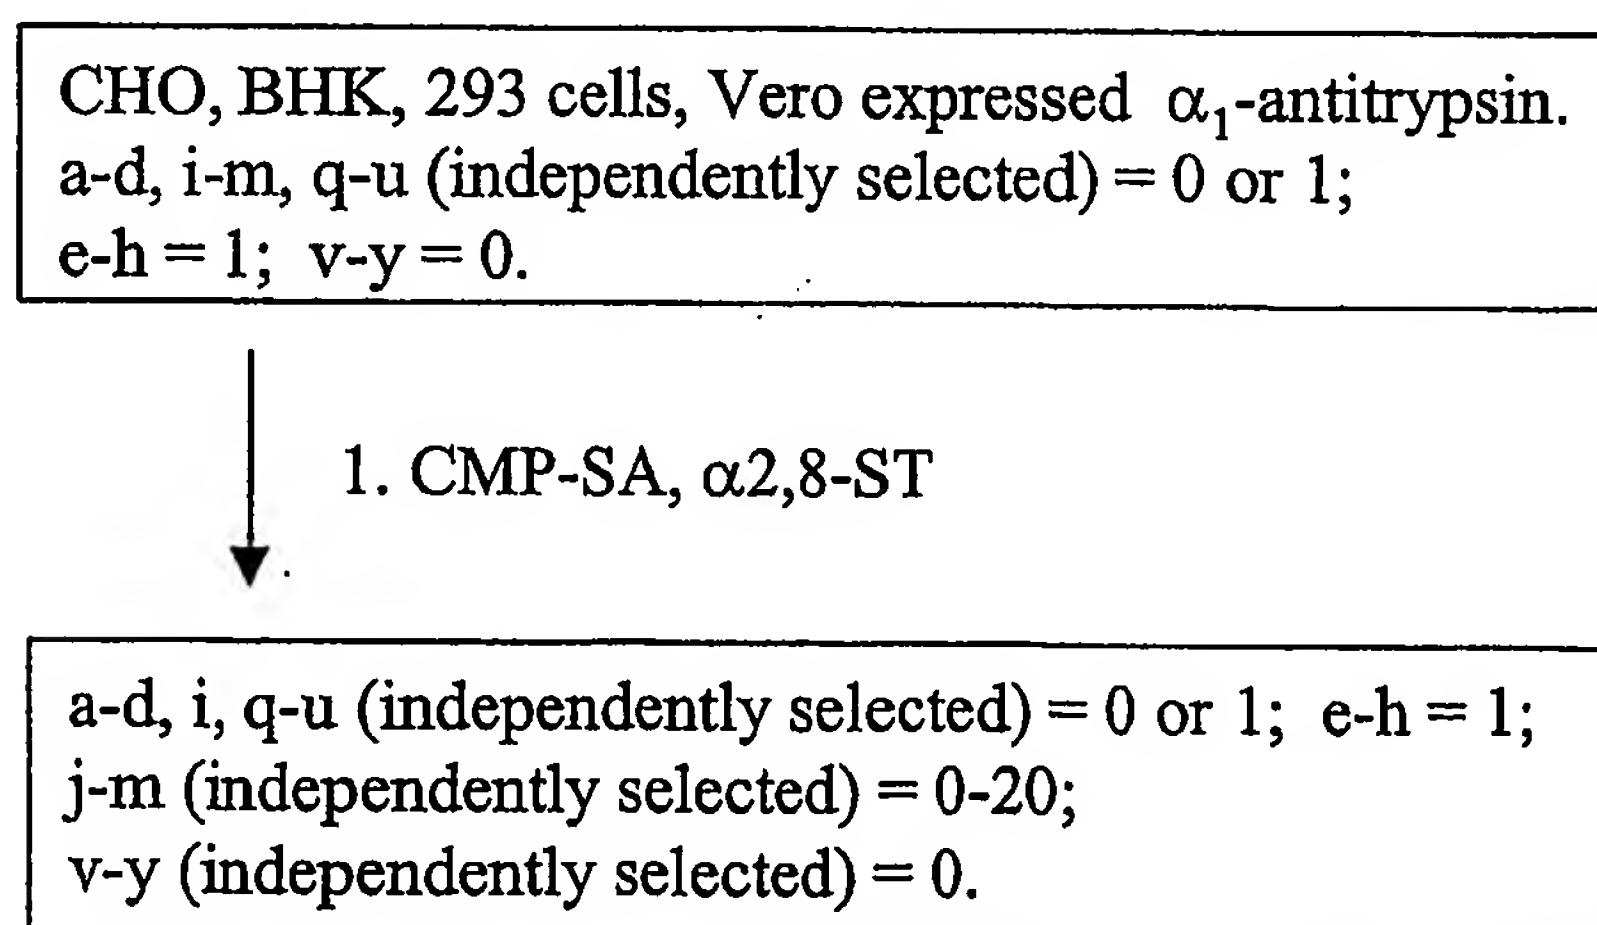 CHO, BHK, 293 cells, Vero expressed α₁-antitrypsin.
a-d, i-m, q-u (independently selected) = 0 or 1;
e-h = 1; v-y = 0.
1. CMP-SA, α2,8-ST
a-d, i, q-u (independently selected) = 0 or 1; e-h = 1;
j-m (independently selected) = 0-20;
v-y (independently selected) = 0.